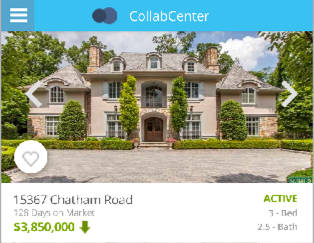 CollabCenter
15367 Chatham Road
ACTIVE
128 Days on Market
3 - Bed
$3,850,000
2.5 - Bath